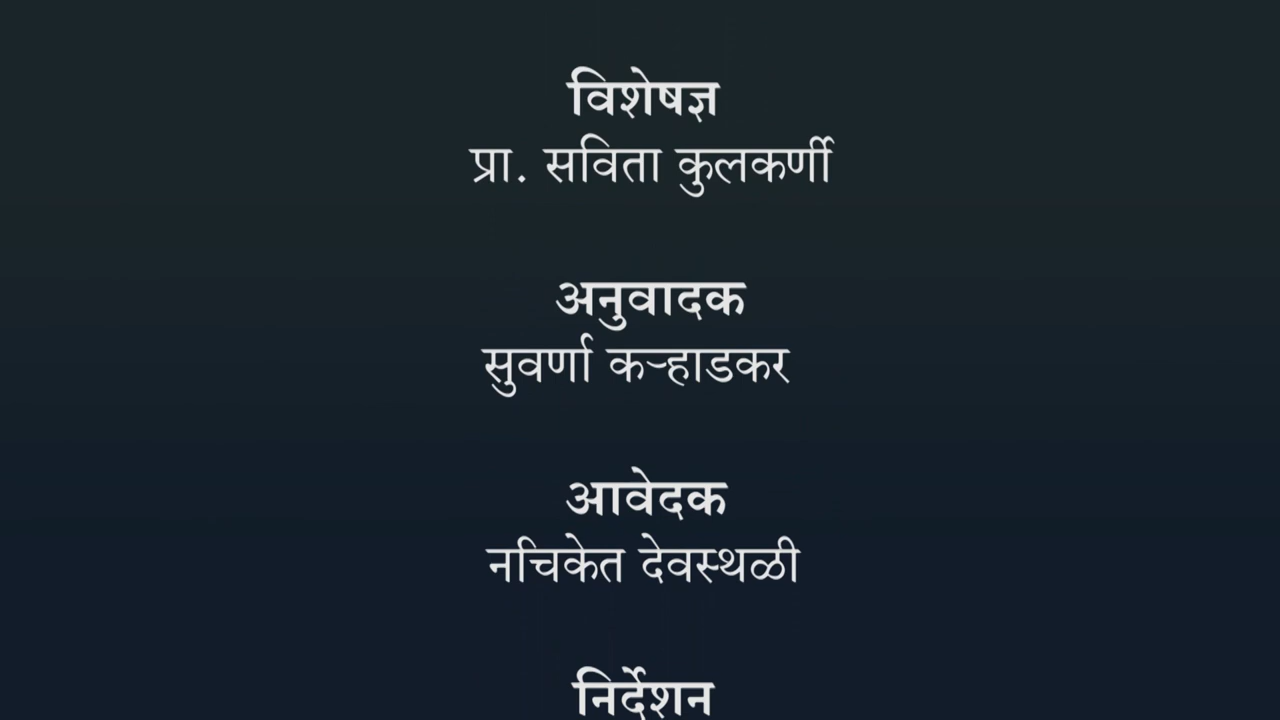 विशेषज्ञ
प्रा. सविता कुलकर्णी
अनुवादक
सुवर्णा कऱ्हाडकर
आवेदक
नचिकेत देवस्थळी
निर्देशन